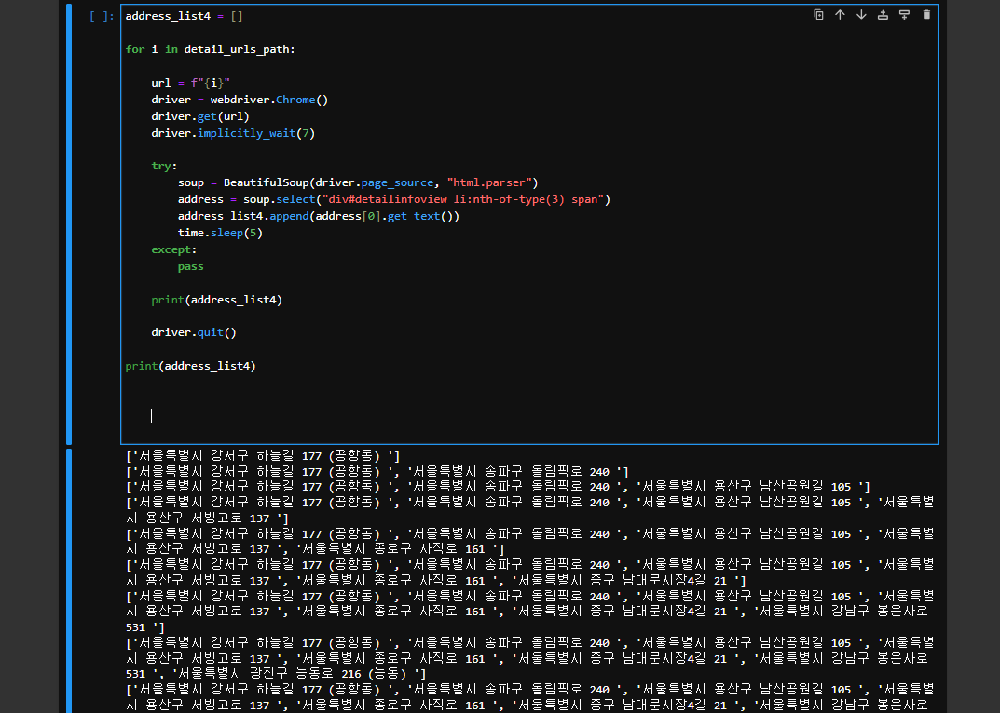 [ ]: address_list4 = []
for i in detail_urls_path:
url = f"{i}"
driver = webdriver.Chrome()
driver.get(url)
driver.implicitly_wait(7)
try:
soup = BeautifulSoup(driver.page_source, "html.parser")
address = soup.select("div#detailinfoview li:nth-of-type(3) span")
address_list4.append(address[0].get_text())
time.sleep(5)
except:
pass
print(address_list4)
driver.quit()
print(address_list4)
['서울특별시 강서구 하늘길 177 (공항동) ']
['서울특별시 강서구 하늘길 177 (공항동) ', '서울특별시 송파구 올림픽로 240 ']
['서울특별시 강서구 하늘길 177 (공항동) ', '서울특별시 송파구 올림픽로 240 ', '서울특별시 용산구 남산공원길 105 ']
['서울특별시 강서구 하늘길 177 (공항동) ', '서울특별시 송파구 올림픽로 240 ', '서울특별시 용산구 남산공원길 105 ', '서울특별
시 용산구 서빙고로 137 ']
['서울특별시 강서구 하늘길 177 (공항동) ', '서울특별시 송파구 올림픽로 240 ', '서울특별시 용산구 남산공원길 105 ', '서울특별
시 용산구 서빙고로 137 ', '서울특별시 종로구 사직로 161 ']
['서울특별시 강서구 하늘길 177 (공항동) ', '서울특별시 송파구 올림픽로 240 ', '서울특별시 용산구 남산공원길 105 ', '서울특별
시 용산구 서빙고로 137 ', '서울특별시 종로구 사직로 161 ', '서울특별시 중구 남대문시장4길 21 ']
['서울특별시 강서구 하늘길 177 (공항동) ', '서울특별시 송파구 올림픽로 240 ', '서울특별시 용산구 남산공원길 105 ', '서울특별
시 용산구 서빙고로 137 ', '서울특별시 종로구 사직로 161 ', '서울특별시 중구 남대문시장4길 21 ', '서울특별시 강남구 봉은사로
531 ']
['서울특별시 강서구 하늘길 177 (공항동) ', '서울특별시 송파구 올림픽로 240 ', '서울특별시 용산구 남산공원길 105 ', '서울특별
시 용산구 서빙고로 137 ', '서울특별시 종로구 사직로 161 ', '서울특별시 중구 남대문시장4길 21 ', '서울특별시 강남구 봉은사로
531 ', '서울특별시 광진구 능동로 216 (능동) ']
['서울특별시 강서구 하늘길 177 (공항동) ', '서울특별시 송파구 올림픽로 240 ', '서울특별시 용산구 남산공원길 105 ', '서울특별
시 용산구 서빙고로 137 ', '서울특별시 종로구 사직로 161 ', '서울특별시 중구 남대문시장4길 21 ', '서울특별시 강남구 봉은사로